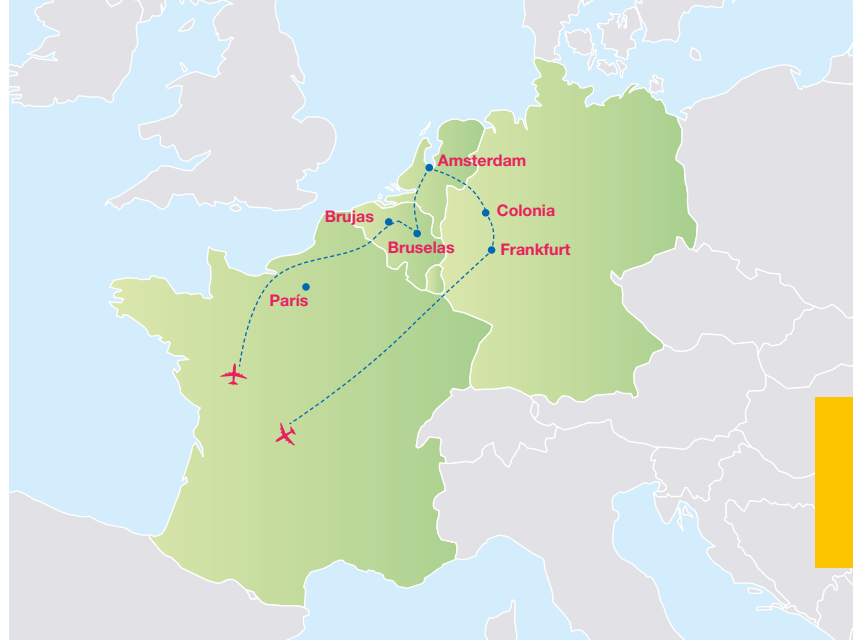 Amsterdam
Colonia
Brujas
Bruselas
Frankfurt
París